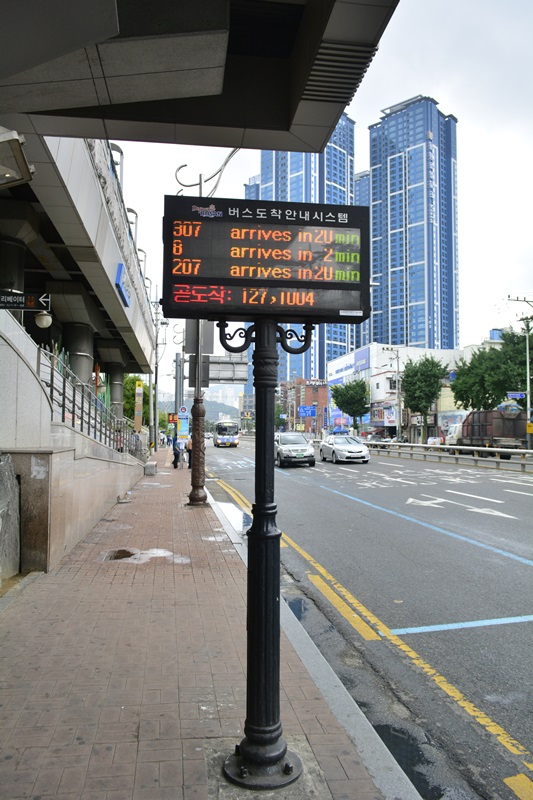 버스도착안내시스템
307 arrives in 20 min
8 arrives in 2 min
207 arrives in 20 min
곧도착: 127,1004